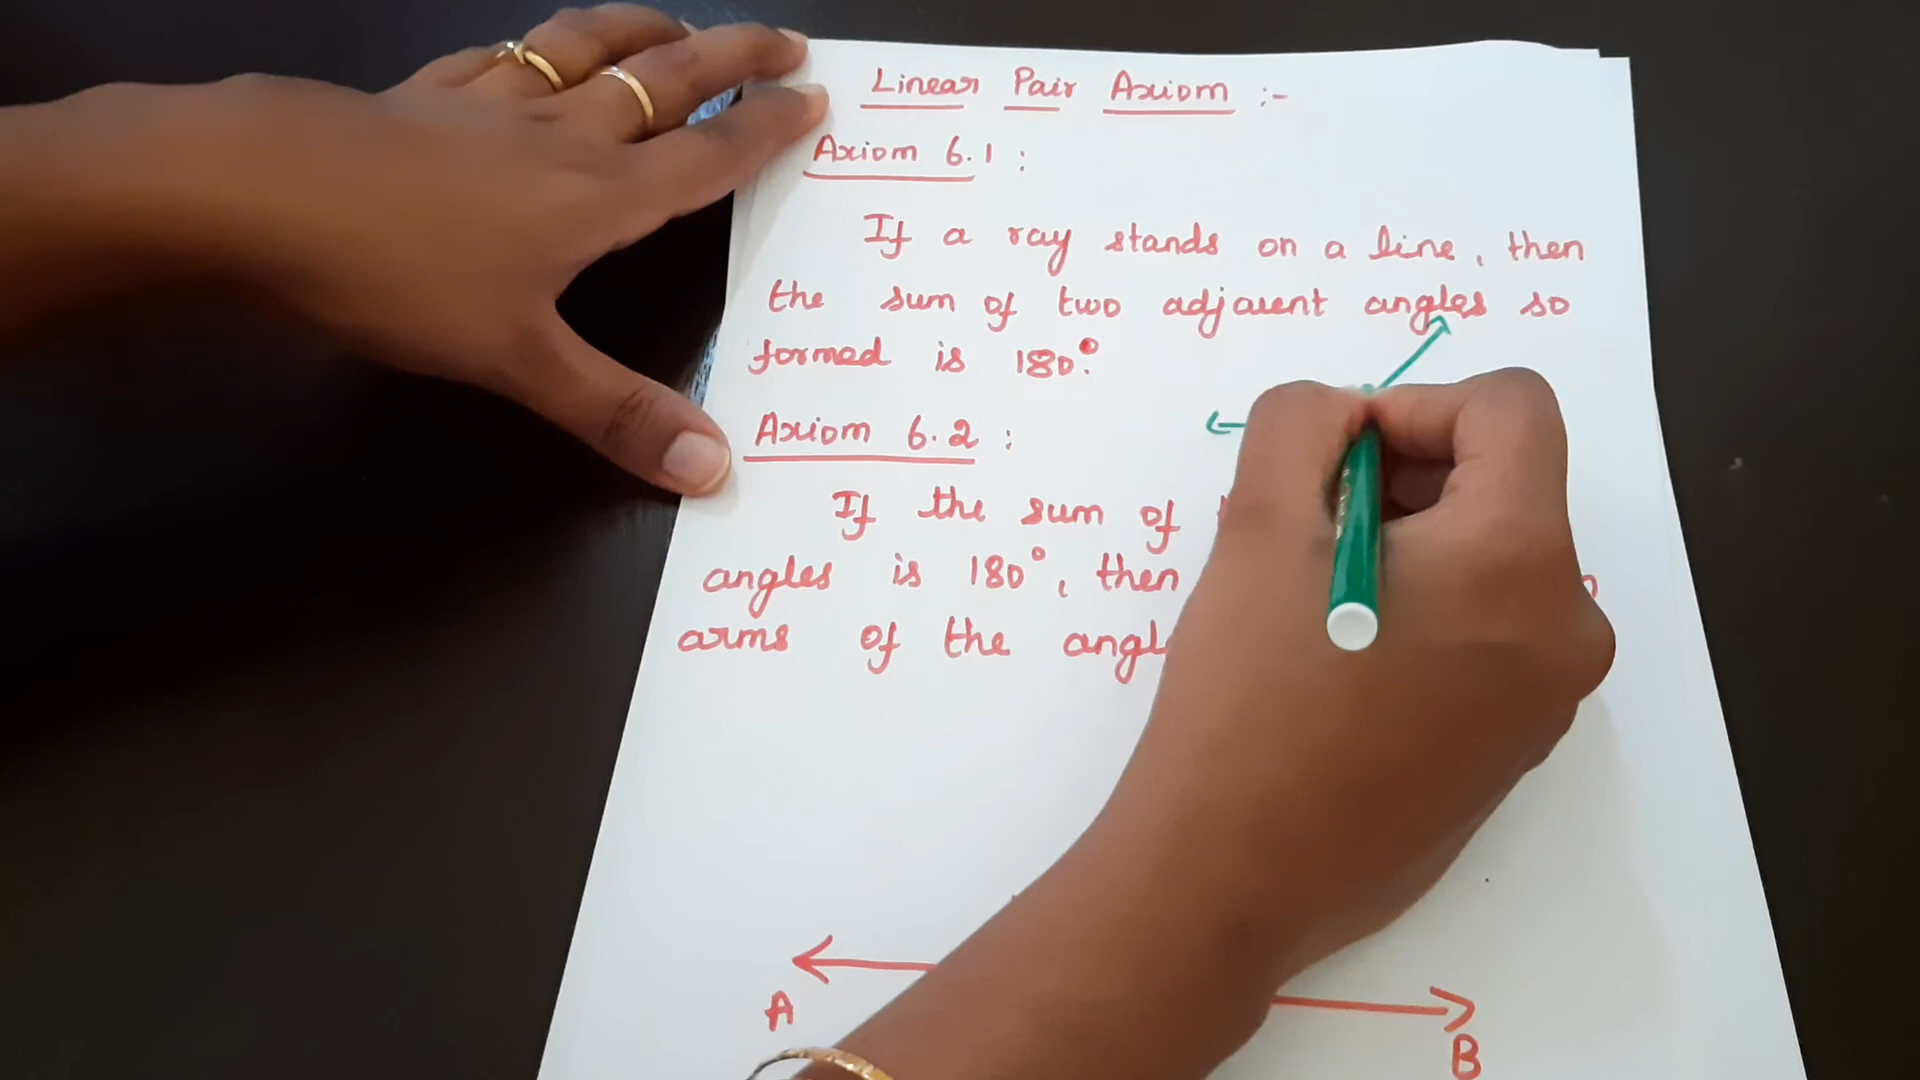 Linear Pair Axiom :-
Axiom 6.1 :
If a ray stands on a line, then
the sum of two adjacent angles so
formed is 180°.
Axiom 6.2 :
If the sum of
angles is 180°, then
arms of the
A
B